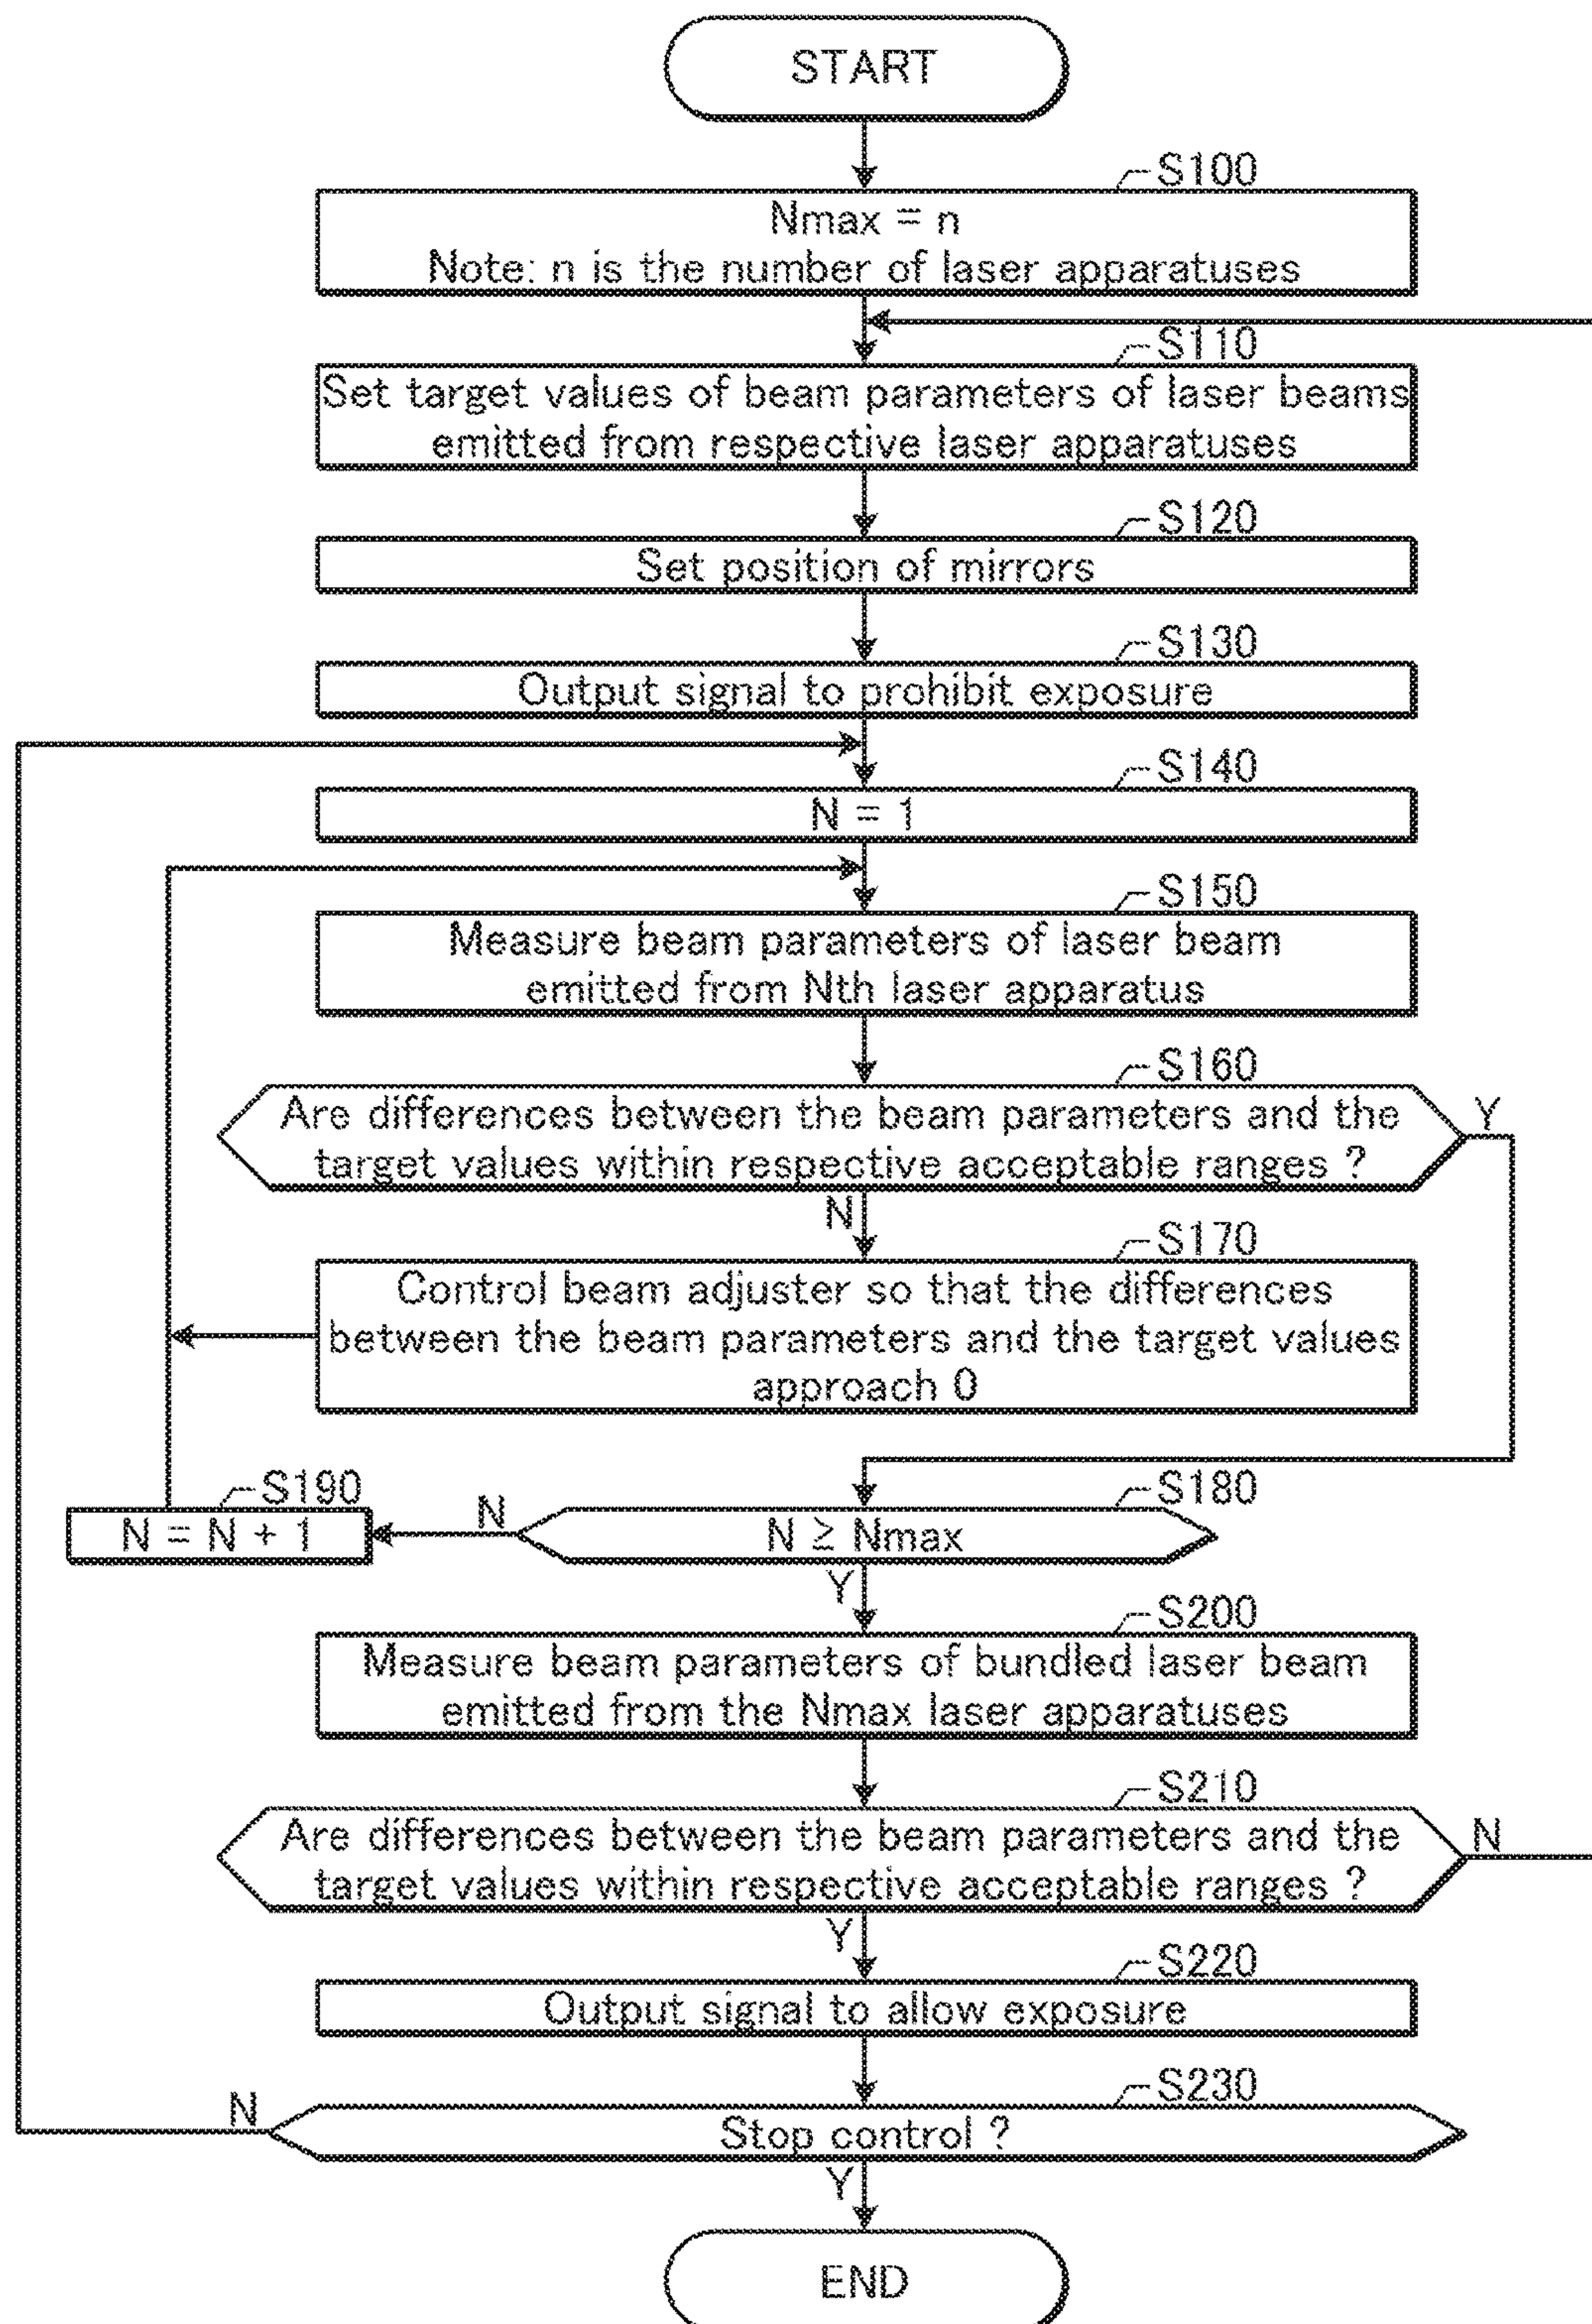 START
S100
Nmax = n
Note: n is the number of laser apparatuses
S110
Set target values of beam parameters of laser beams
emitted from respective laser apparatuses
S120
Set position of mirrors
S130
Output signal to prohibit exposure
S140
N = 1
S150
Measure beam parameters of laser beam
emitted from Nth laser apparatus
S160
Are differences between the beam parameters and the
target values within respective acceptable ranges ?
Y
N
S170
Control beam adjuster so that the differences
between the beam parameters and the target values
approach 0
S180
N ≥ Nmax
N
S190
N = N + 1
Y
S200
Measure beam parameters of bundled laser beam
emitted from the Nmax laser apparatuses
S210
Are differences between the beam parameters and the
target values within respective acceptable ranges ?
N
Y
S220
Output signal to allow exposure
S230
Stop control ?
N
Y
END